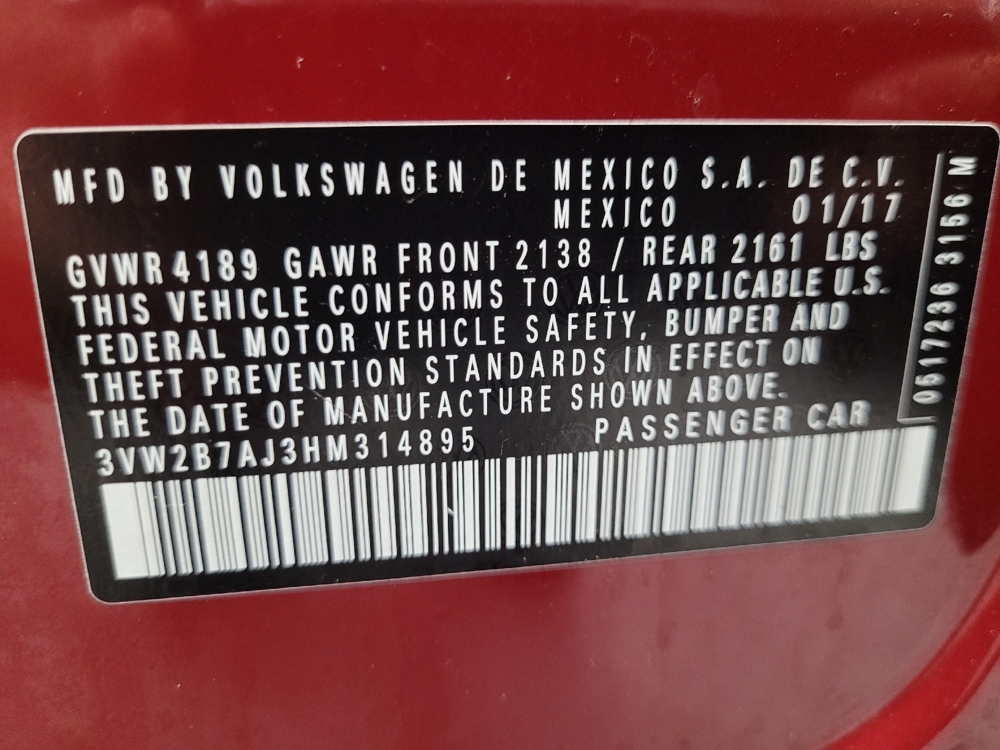 MFD BY VOLKSWAGEN DE MEXICO S.A. DE C.V.
MEXICO 01/17
GVWR 4189 GAWR FRONT 2138 / REAR 2161 LBS
THIS VEHICLE CONFORMS TO ALL APPLICABLE U.S.
FEDERAL MOTOR VEHICLE SAFETY, BUMPER AND
THEFT PREVENTION STANDARDS IN EFFECT ON
THE DATE OF MANUFACTURE SHOWN ABOVE.
3VW2B7AJ3HM314895 PASSENGER CAR
0517236 3156 M